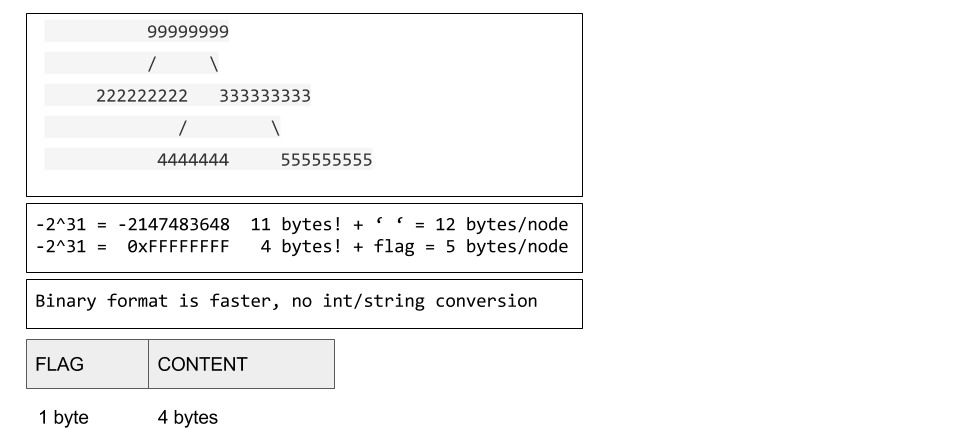 99999999
/ \
222222222 333333333
/ \
4444444 555555555
-2^31 = -2147483648 11 bytes! + ‘ ‘ = 12 bytes/node
-2^31 = 0xFFFFFFFF 4 bytes! + flag = 5 bytes/node
Binary format is faster, no int/string conversion
FLAG CONTENT
1 byte 4 bytes